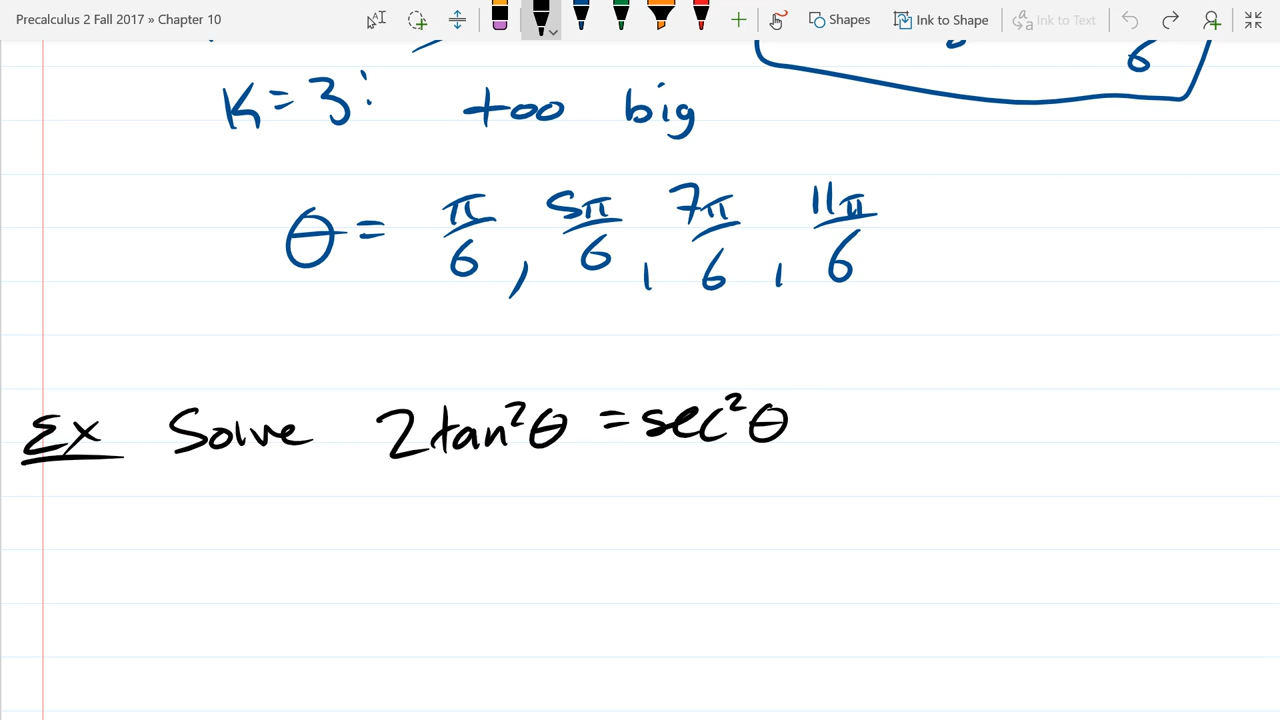 Precalculus 2 Fall 2017 » Chapter 10
Shapes
Ink to Shape
Ink to Text
6
K = 3: too big
θ = π/6, 5π/6, 7π/6, 11π/6
Ex Solve 2tan²θ = sec²θ